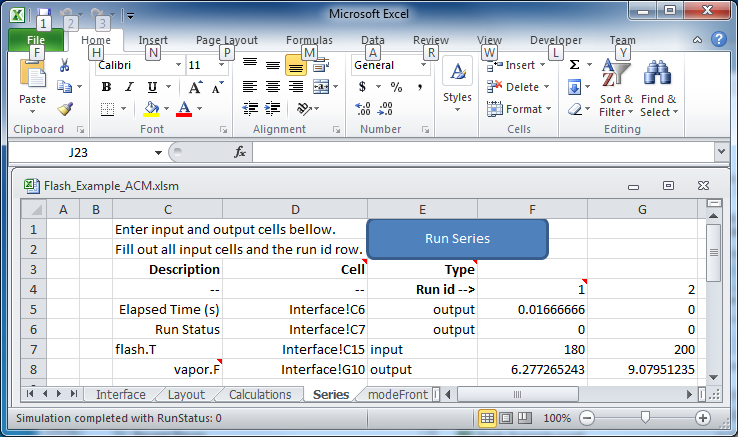 Microsoft Excel
1 2 3
File Home Insert Page Layout Formulas Data Review View Developer Team
F H N P M A R W L Y
Calibri 11 General Insert Σ
B I U $ % , Delete
Paste A A Styles Format Sort & Filter Find & Select
Clipboard Font Alignment Number Cells Editing
J23 fx
Flash_Example_ACM.xlsm
A B C D E F G
1 Enter input and output cells bellow. Run Series
2 Fill out all input cells and the run id row.
3 Description Cell Type
4 -- -- Run id --> 1 2
5 Elapsed Time (s) Interface!C6 output 0.01666666 0
6 Run Status Interface!C7 output 0 0
7 flash.T Interface!C15 input 180 200
8 vapor.F Interface!G10 output 6.277265243 9.07951235
Interface Layout Calculations Series modeFront
Simulation completed with RunStatus: 0 100%